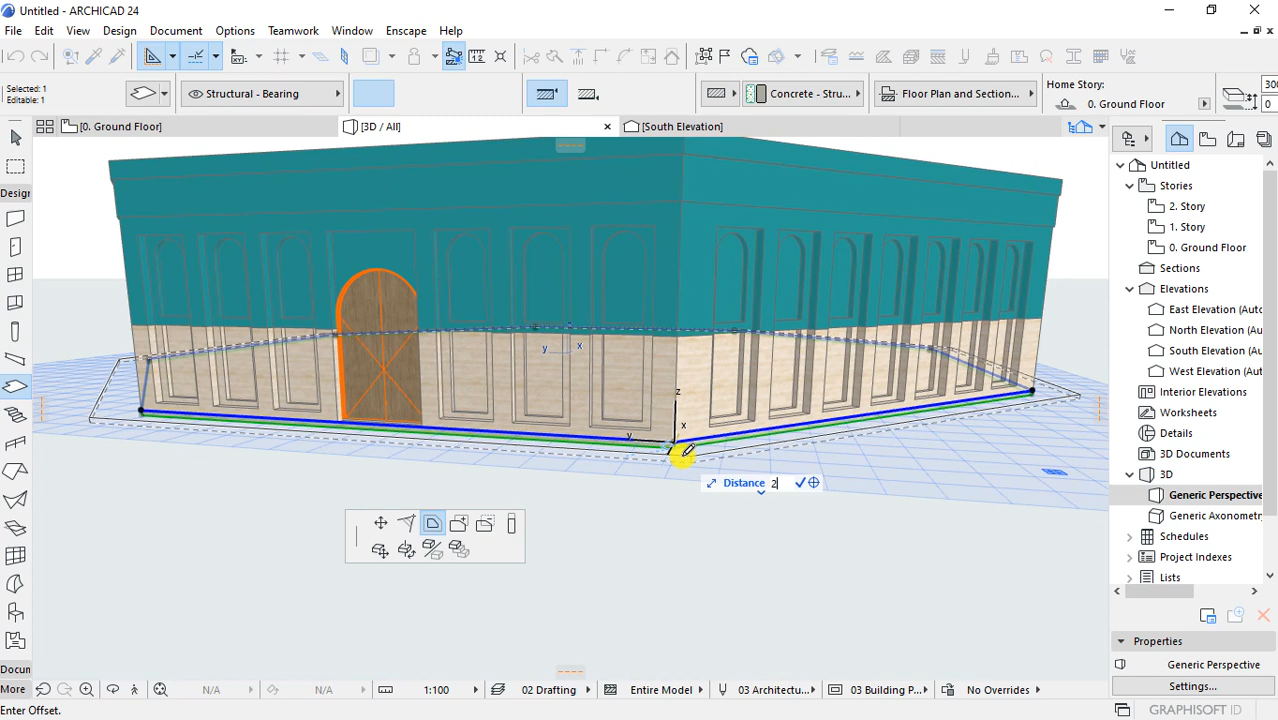 Untitled - ARCHICAD 24
File Edit View Design Document Options Teamwork Window Enscape Help
Selected: 1
Editable: 1
Structural - Bearing
Concrete - Stru...
Floor Plan and Section...
Home Story:
0. Ground Floor
300
0
[0. Ground Floor]
[3D / All]
[South Elevation]
Design
Untitled
Stories
2. Story
1. Story
0. Ground Floor
Sections
Elevations
East Elevation (Auto
North Elevation (Au
South Elevation (Au
West Elevation (Aut
Interior Elevations
Worksheets
Details
3D Documents
3D
Generic Perspective
Generic Axonometr
Schedules
Project Indexes
Lists
y x
z
x
y
Distance 2
Properties
Generic Perspective
Settings...
Docun
More
N/A
N/A
1:100
02 Drafting
Entire Model
03 Architectu...
03 Building P...
No Overrides
Enter Offset.
GRAPHISOFT ID